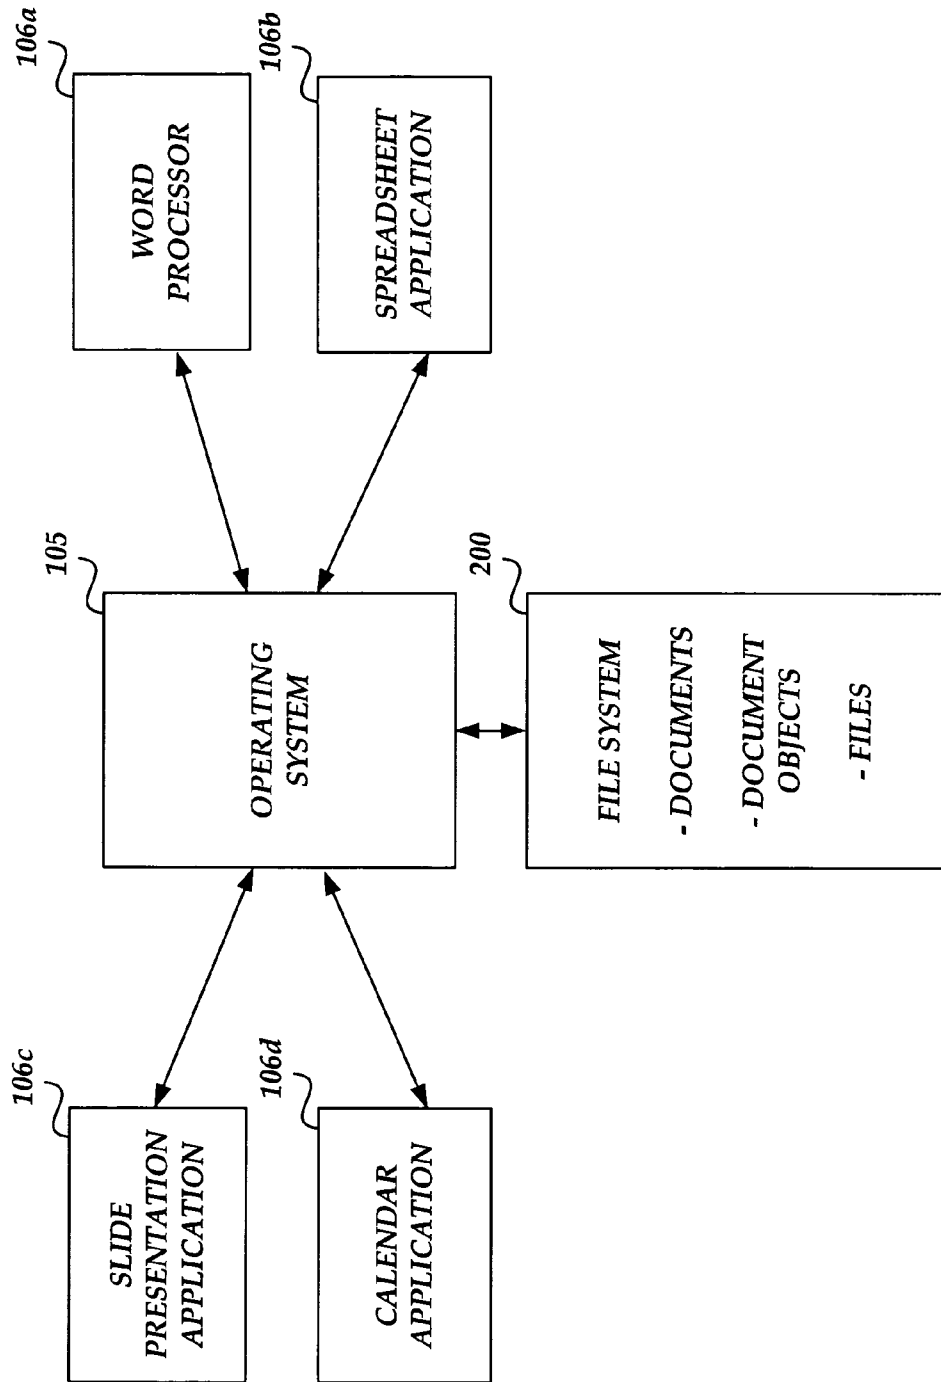 106c
SLIDE
PRESENTATION
APPLICATION
106d
CALENDAR
APPLICATION
105
OPERATING
SYSTEM
200
FILE SYSTEM
- DOCUMENTS
- DOCUMENT
OBJECTS
- FILES
106a
WORD
PROCESSOR
106b
SPREADSHEET
APPLICATION